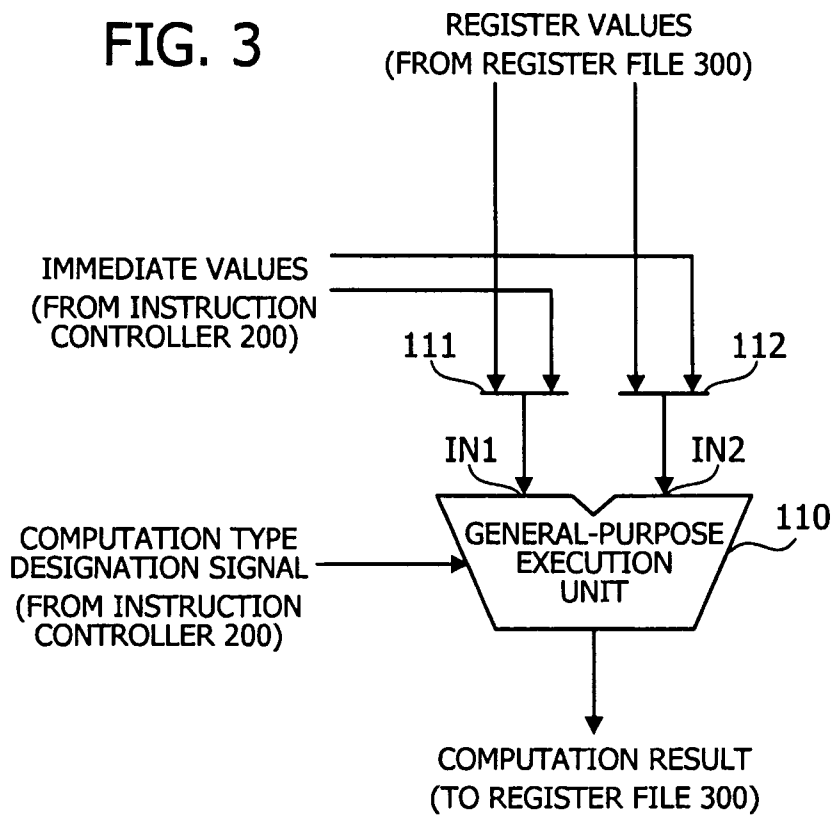 FIG. 3
REGISTER VALUES
(FROM REGISTER FILE 300)
IMMEDIATE VALUES
(FROM INSTRUCTION
CONTROLLER 200)
111
112
IN1
IN2
COMPUTATION TYPE
DESIGNATION SIGNAL
(FROM INSTRUCTION
CONTROLLER 200)
GENERAL-PURPOSE
EXECUTION
UNIT
110
COMPUTATION RESULT
(TO REGISTER FILE 300)